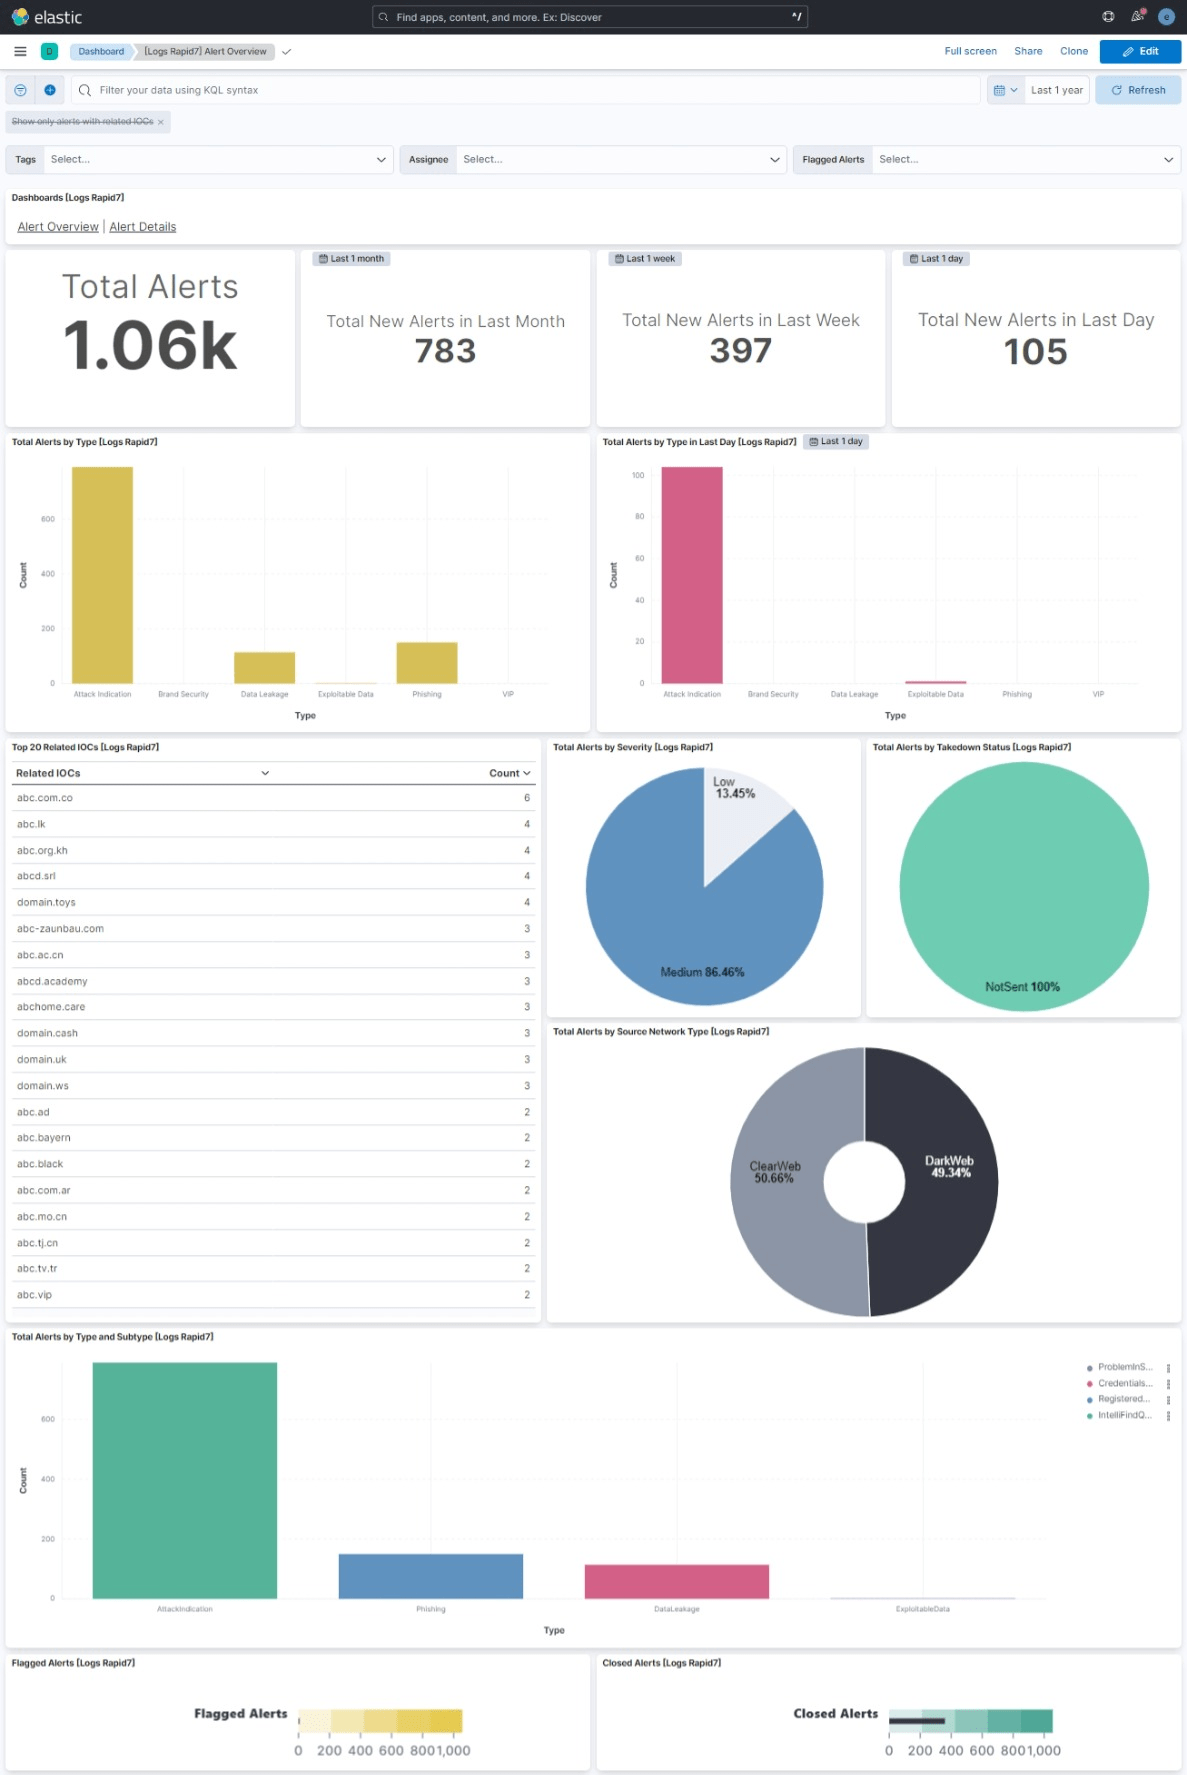 elastic
Find apps, content, and more. Ex: Discover
^/
e
D
Dashboard
[Logs Rapid7] Alert Overview
Full screen
Share
Clone
Edit
Filter your data using KQL syntax
Last 1 year
Refresh
Show only alerts with related IOCs ×
Tags
Select...
Assignee
Select...
Flagged Alerts
Select...
Dashboards [Logs Rapid7]
Alert Overview | Alert Details
Total Alerts
1.06k
Last 1 month
Total New Alerts in Last Month
783
Last 1 week
Total New Alerts in Last Week
397
Last 1 day
Total New Alerts in Last Day
105
Total Alerts by Type [Logs Rapid7]
600
400
200
0
Count
Attack Indication
Brand Security
Data Leakage
Exploitable Data
Phishing
VIP
Type
Total Alerts by Type in Last Day [Logs Rapid7]
Last 1 day
100
80
60
40
20
0
Count
Attack Indication
Brand Security
Data Leakage
Exploitable Data
Phishing
VIP
Type
Top 20 Related IOCs [Logs Rapid7]
Related IOCs Count
abc.com.co 6
abc.lk 4
abc.org.kh 4
abcd.srl 4
domain.toys 4
abc-zaunbau.com 3
abc.ac.cn 3
abcd.academy 3
abchome.care 3
domain.cash 3
domain.uk 3
domain.ws 3
abc.ad 2
abc.bayern 2
abc.black 2
abc.com.ar 2
abc.mo.cn 2
abc.tj.cn 2
abc.tv.tr 2
abc.vip 2
Total Alerts by Severity [Logs Rapid7]
Low
13.45%
Medium 86.46%
Total Alerts by Takedown Status [Logs Rapid7]
NotSent 100%
Total Alerts by Source Network Type [Logs Rapid7]
ClearWeb
50.66%
DarkWeb
49.34%
Total Alerts by Type and Subtype [Logs Rapid7]
600
400
200
0
Count
AttackIndication
Phishing
DataLeakage
ExploitableData
Type
ProblemInS...
Credentials...
Registered...
IntelliFindQ...
Flagged Alerts [Logs Rapid7]
Flagged Alerts
0 200 400 600 800 1,000
Closed Alerts [Logs Rapid7]
Closed Alerts
0 200 400 600 800 1,000